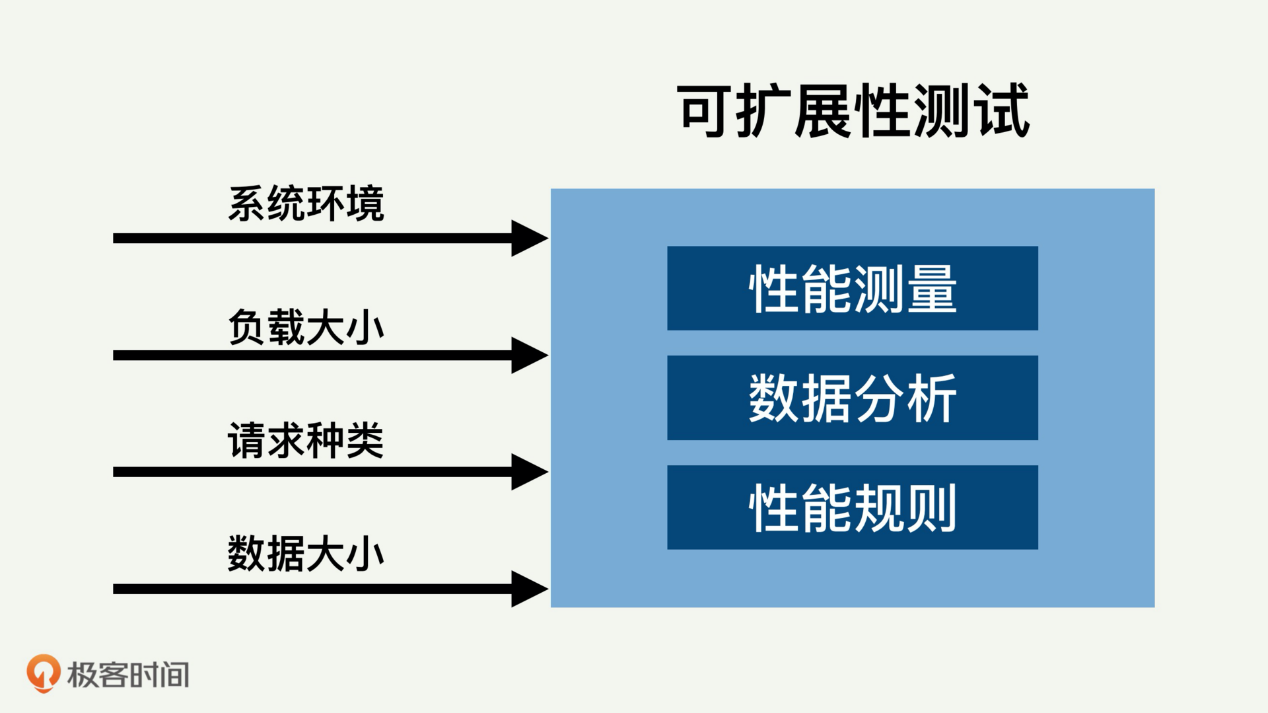 可扩展性测试
系统环境
负载大小
请求种类
数据大小
性能测量
数据分析
性能规则
极客时间